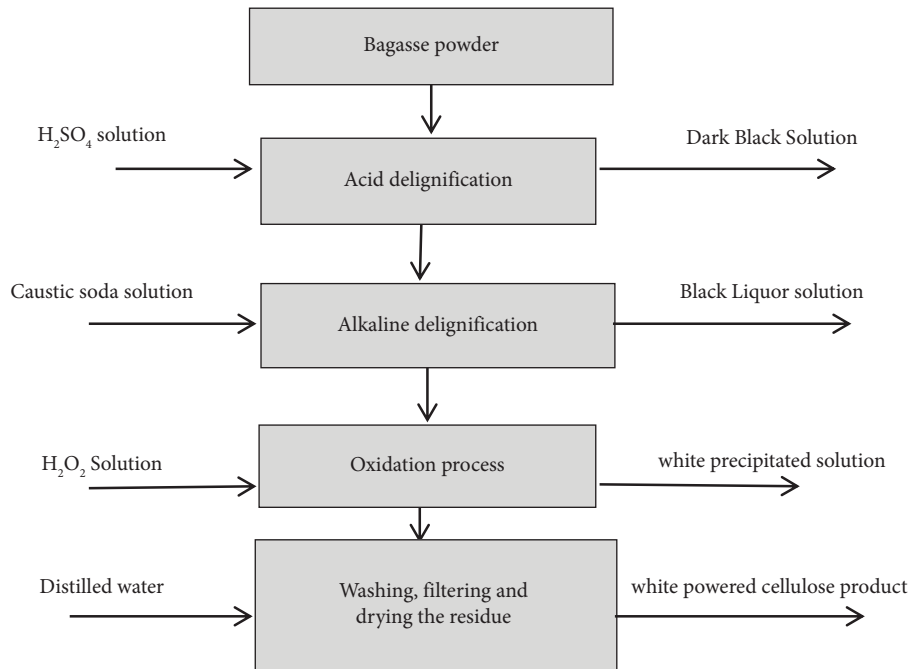 Bagasse powder
H₂SO₄ solution
Dark Black Solution
Acid delignification
Caustic soda solution
Black Liquor solution
Alkaline delignification
H₂O₂ Solution
white precipitated solution
Oxidation process
Distilled water
white powered cellulose product
Washing, filtering and
drying the residue